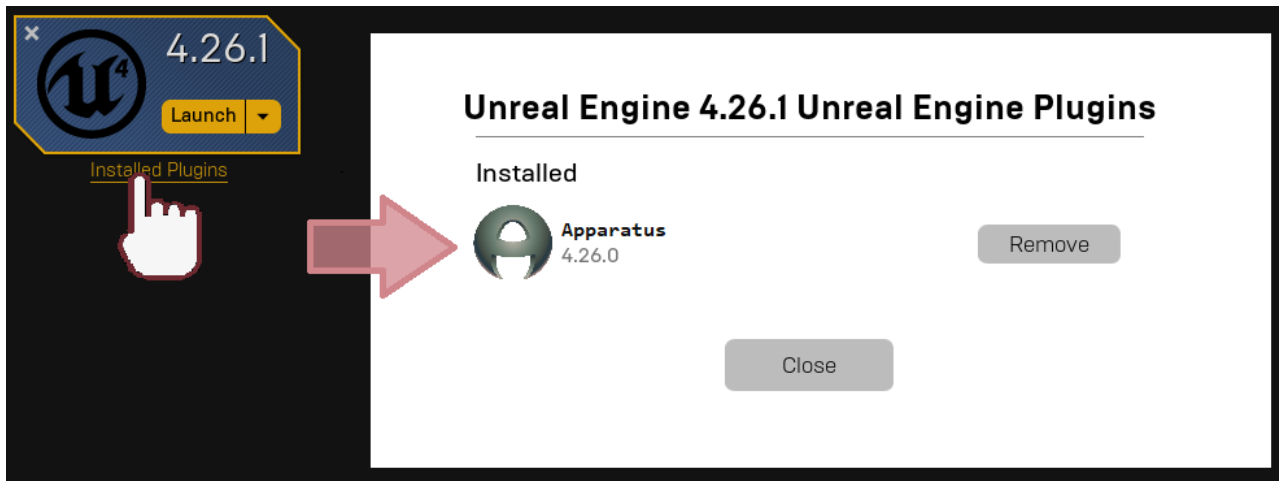 4.26.1
Launch
Installed Plugins
Unreal Engine 4.26.1 Unreal Engine Plugins
Installed
Apparatus
4.26.0
Remove
Close